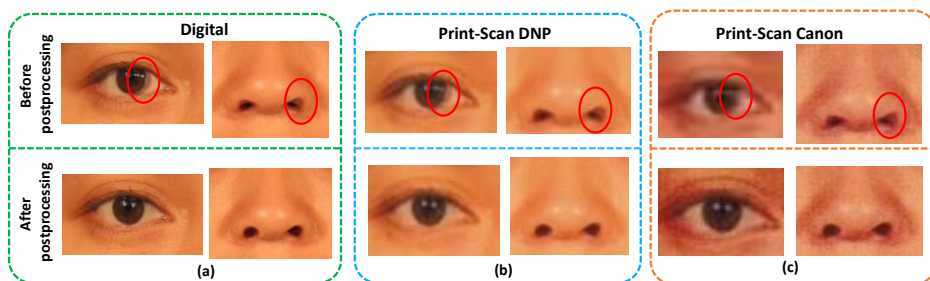 Digital
Print-Scan DNP
Print-Scan Canon
Before
postprocessing
After
postprocessing
(a)
(b)
(c)